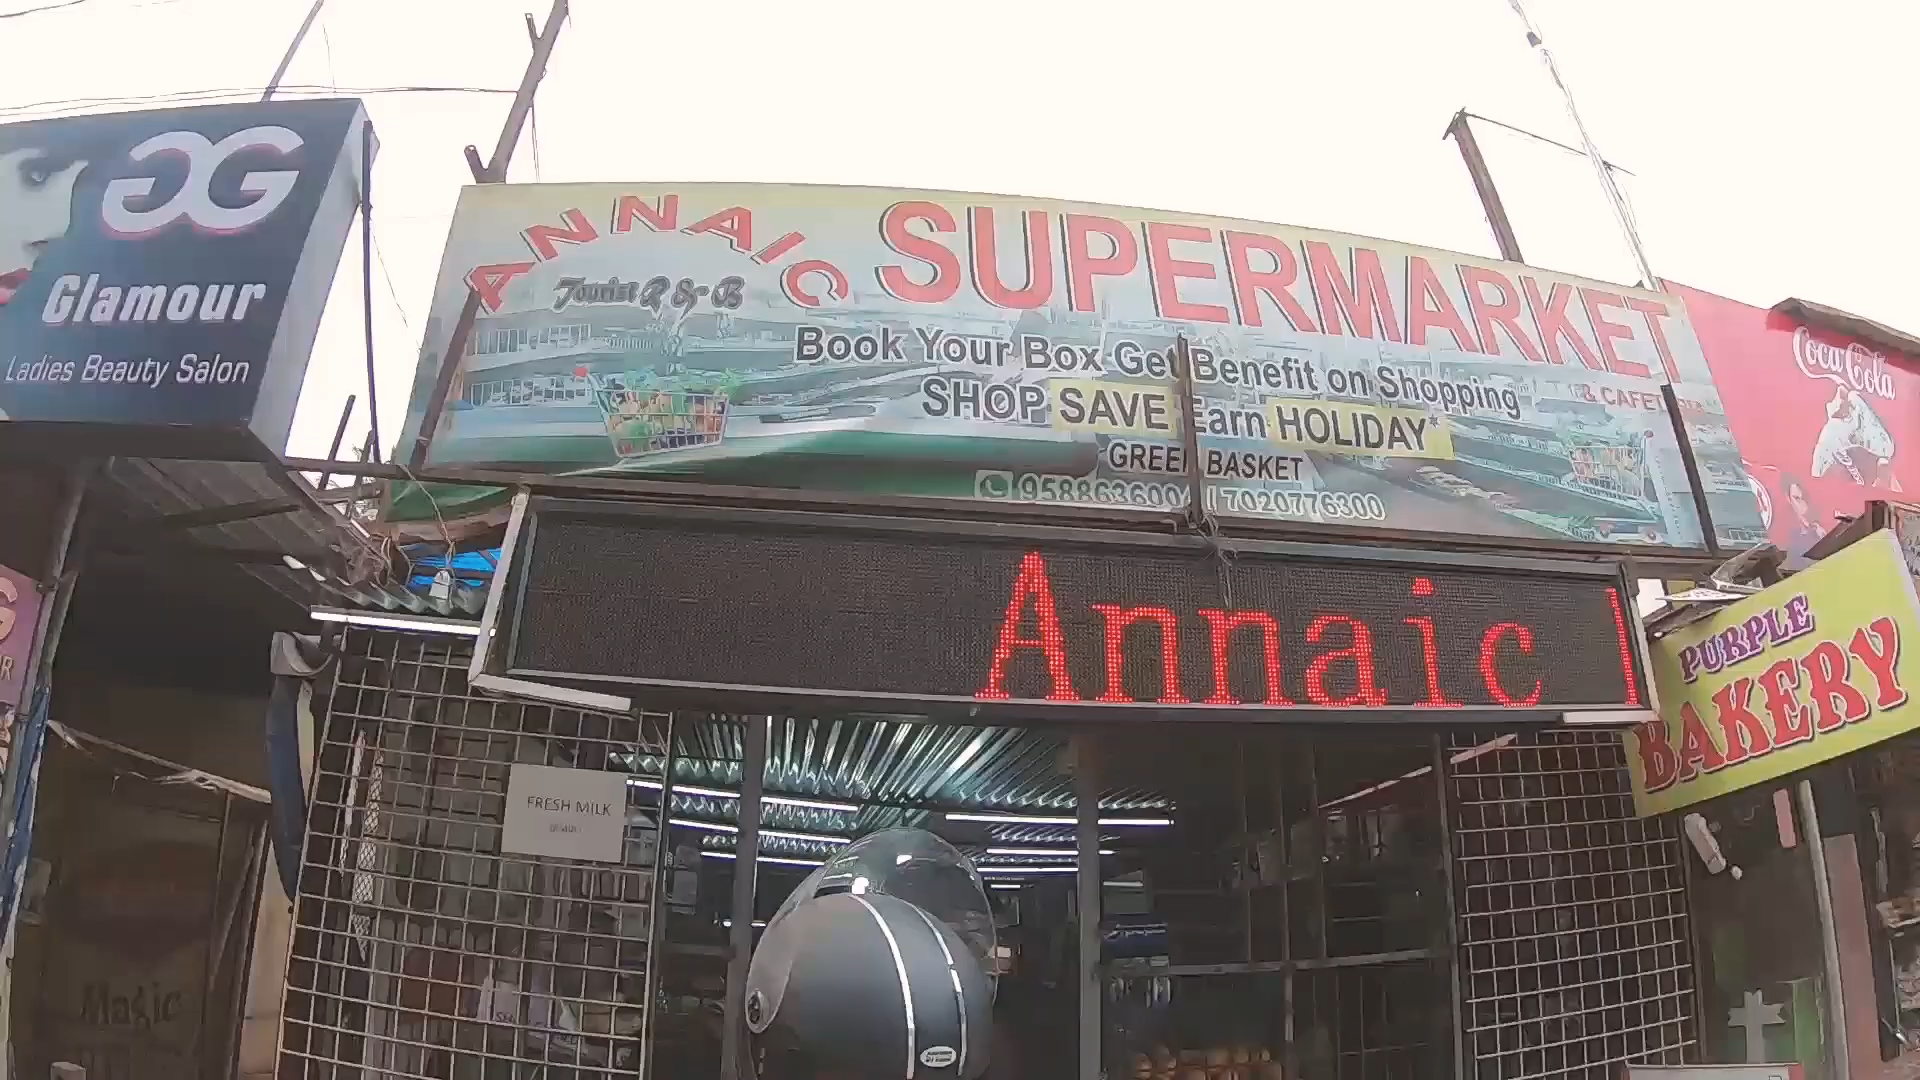 GG
Glamour
Ladies Beauty Salon
ANNAIC
Tourist R & B
SUPERMARKET
& CAFETERIA
Book Your Box Get Benefit on Shopping
SHOP SAVE Earn HOLIDAY*
GREEN BASKET
7020776300
Coca-Cola
Annaic
PURPLE
BAKERY
FRESH MILK
Magic